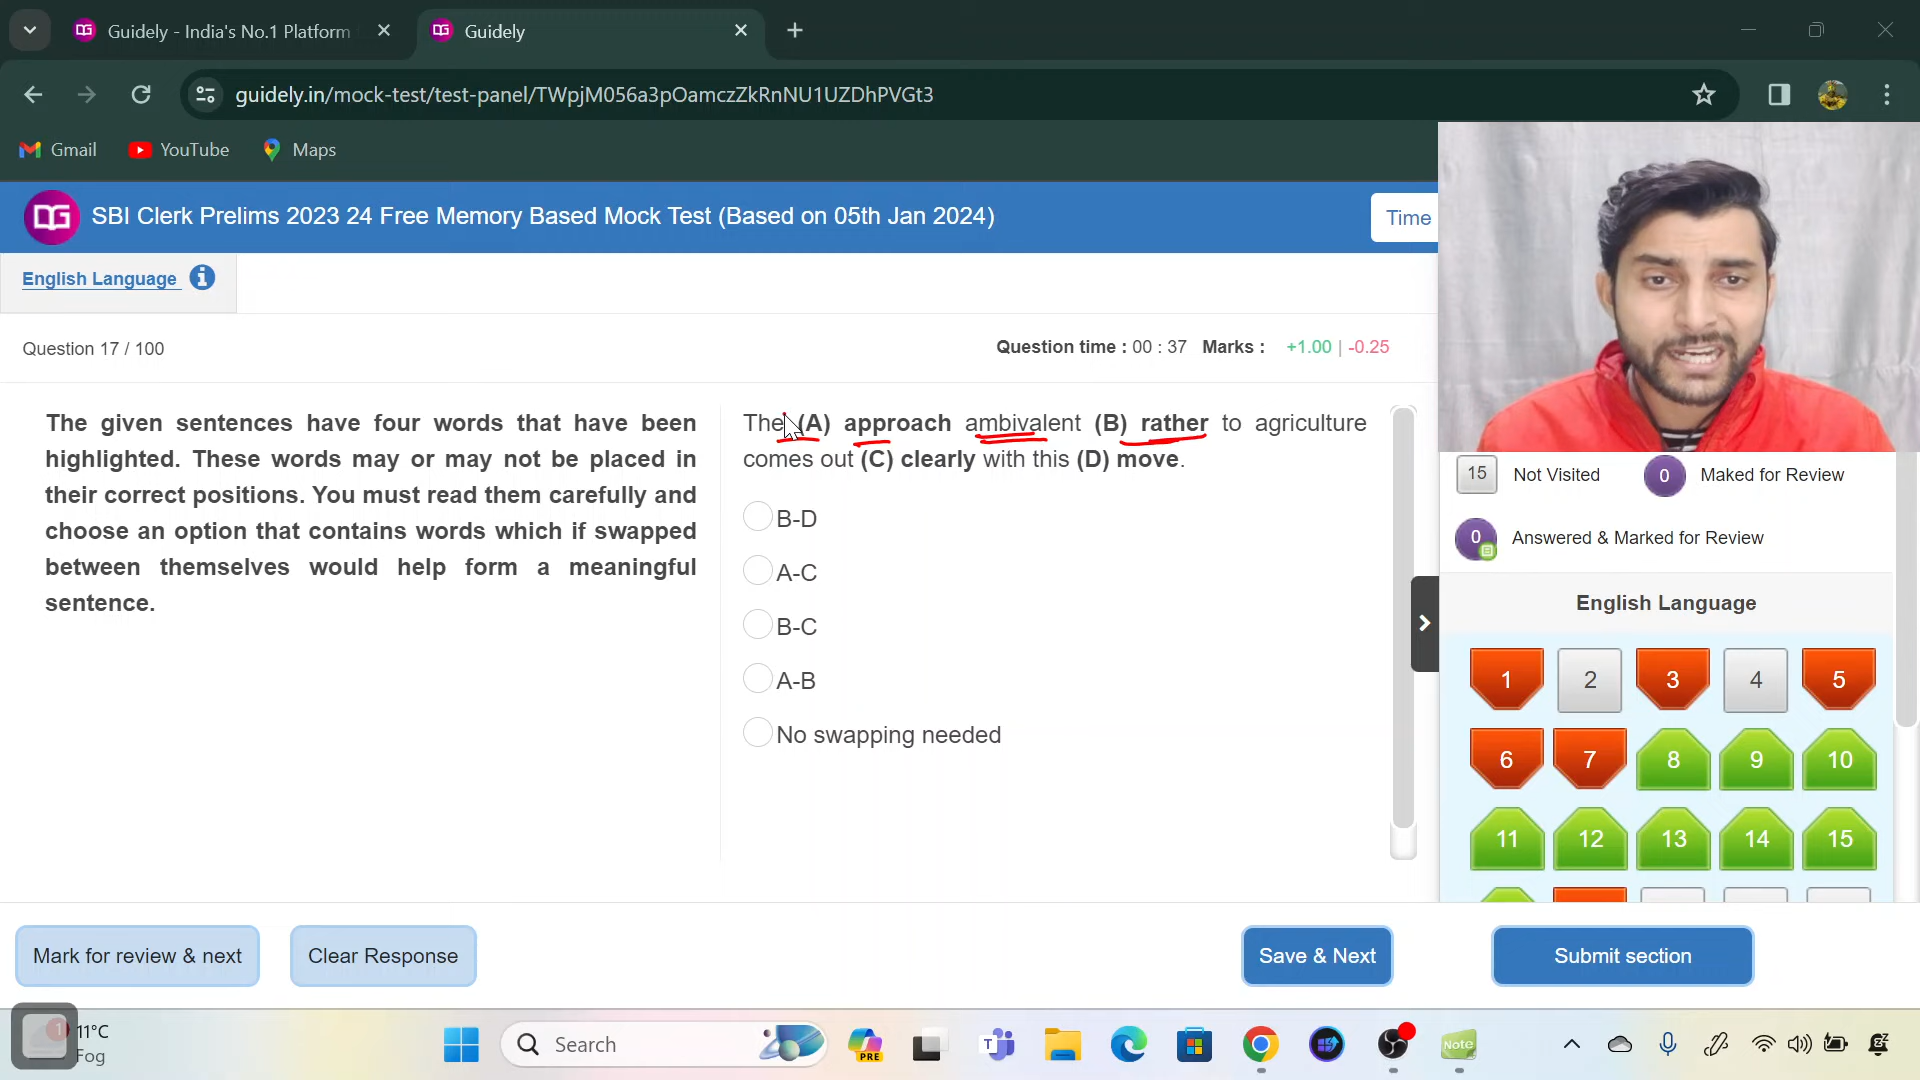 Guidely - India's No.1 Platform
Guidely
guidely.in/mock-test/test-panel/TWpjM056a3pOamczZkRnNU1UZDhPVGt3
Gmail
YouTube
Maps
SBI Clerk Prelims 2023 24 Free Memory Based Mock Test (Based on 05th Jan 2024)
Time
English Language
Question 17 / 100
Question time : 00 : 37 Marks : +1.00 | -0.25
The given sentences have four words that have been
highlighted. These words may or may not be placed in
their correct positions. You must read them carefully and
choose an option that contains words which if swapped
between themselves would help form a meaningful
sentence.
The (A) approach ambivalent (B) rather to agriculture
comes out (C) clearly with this (D) move.
B-D
A-C
B-C
A-B
No swapping needed
15 Not Visited
0 Maked for Review
0 Answered & Marked for Review
English Language
1 2 3 4 5
6 7 8 9 10
11 12 13 14 15
Mark for review & next
Clear Response
Save & Next
Submit section
1
11°C
Fog
Search
PRE
Note